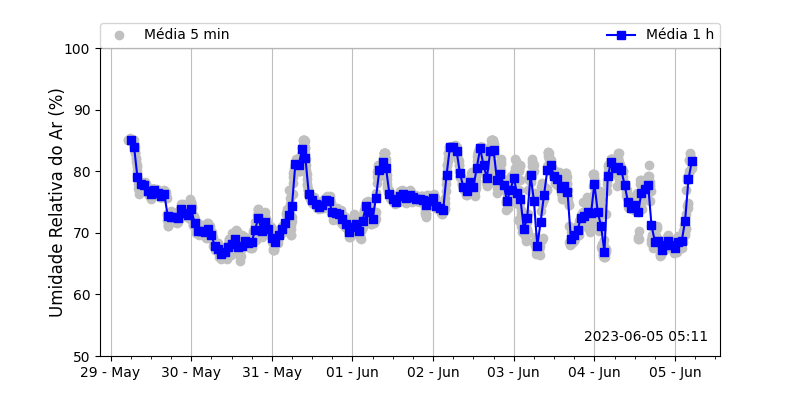 Média 5 min
Média 1 h
Umidade Relativa do Ar (%)
100
90
80
70
60
50
2023-06-05 05:11
29 - May
30 - May
31 - May
01 - Jun
02 - Jun
03 - Jun
04 - Jun
05 - Jun